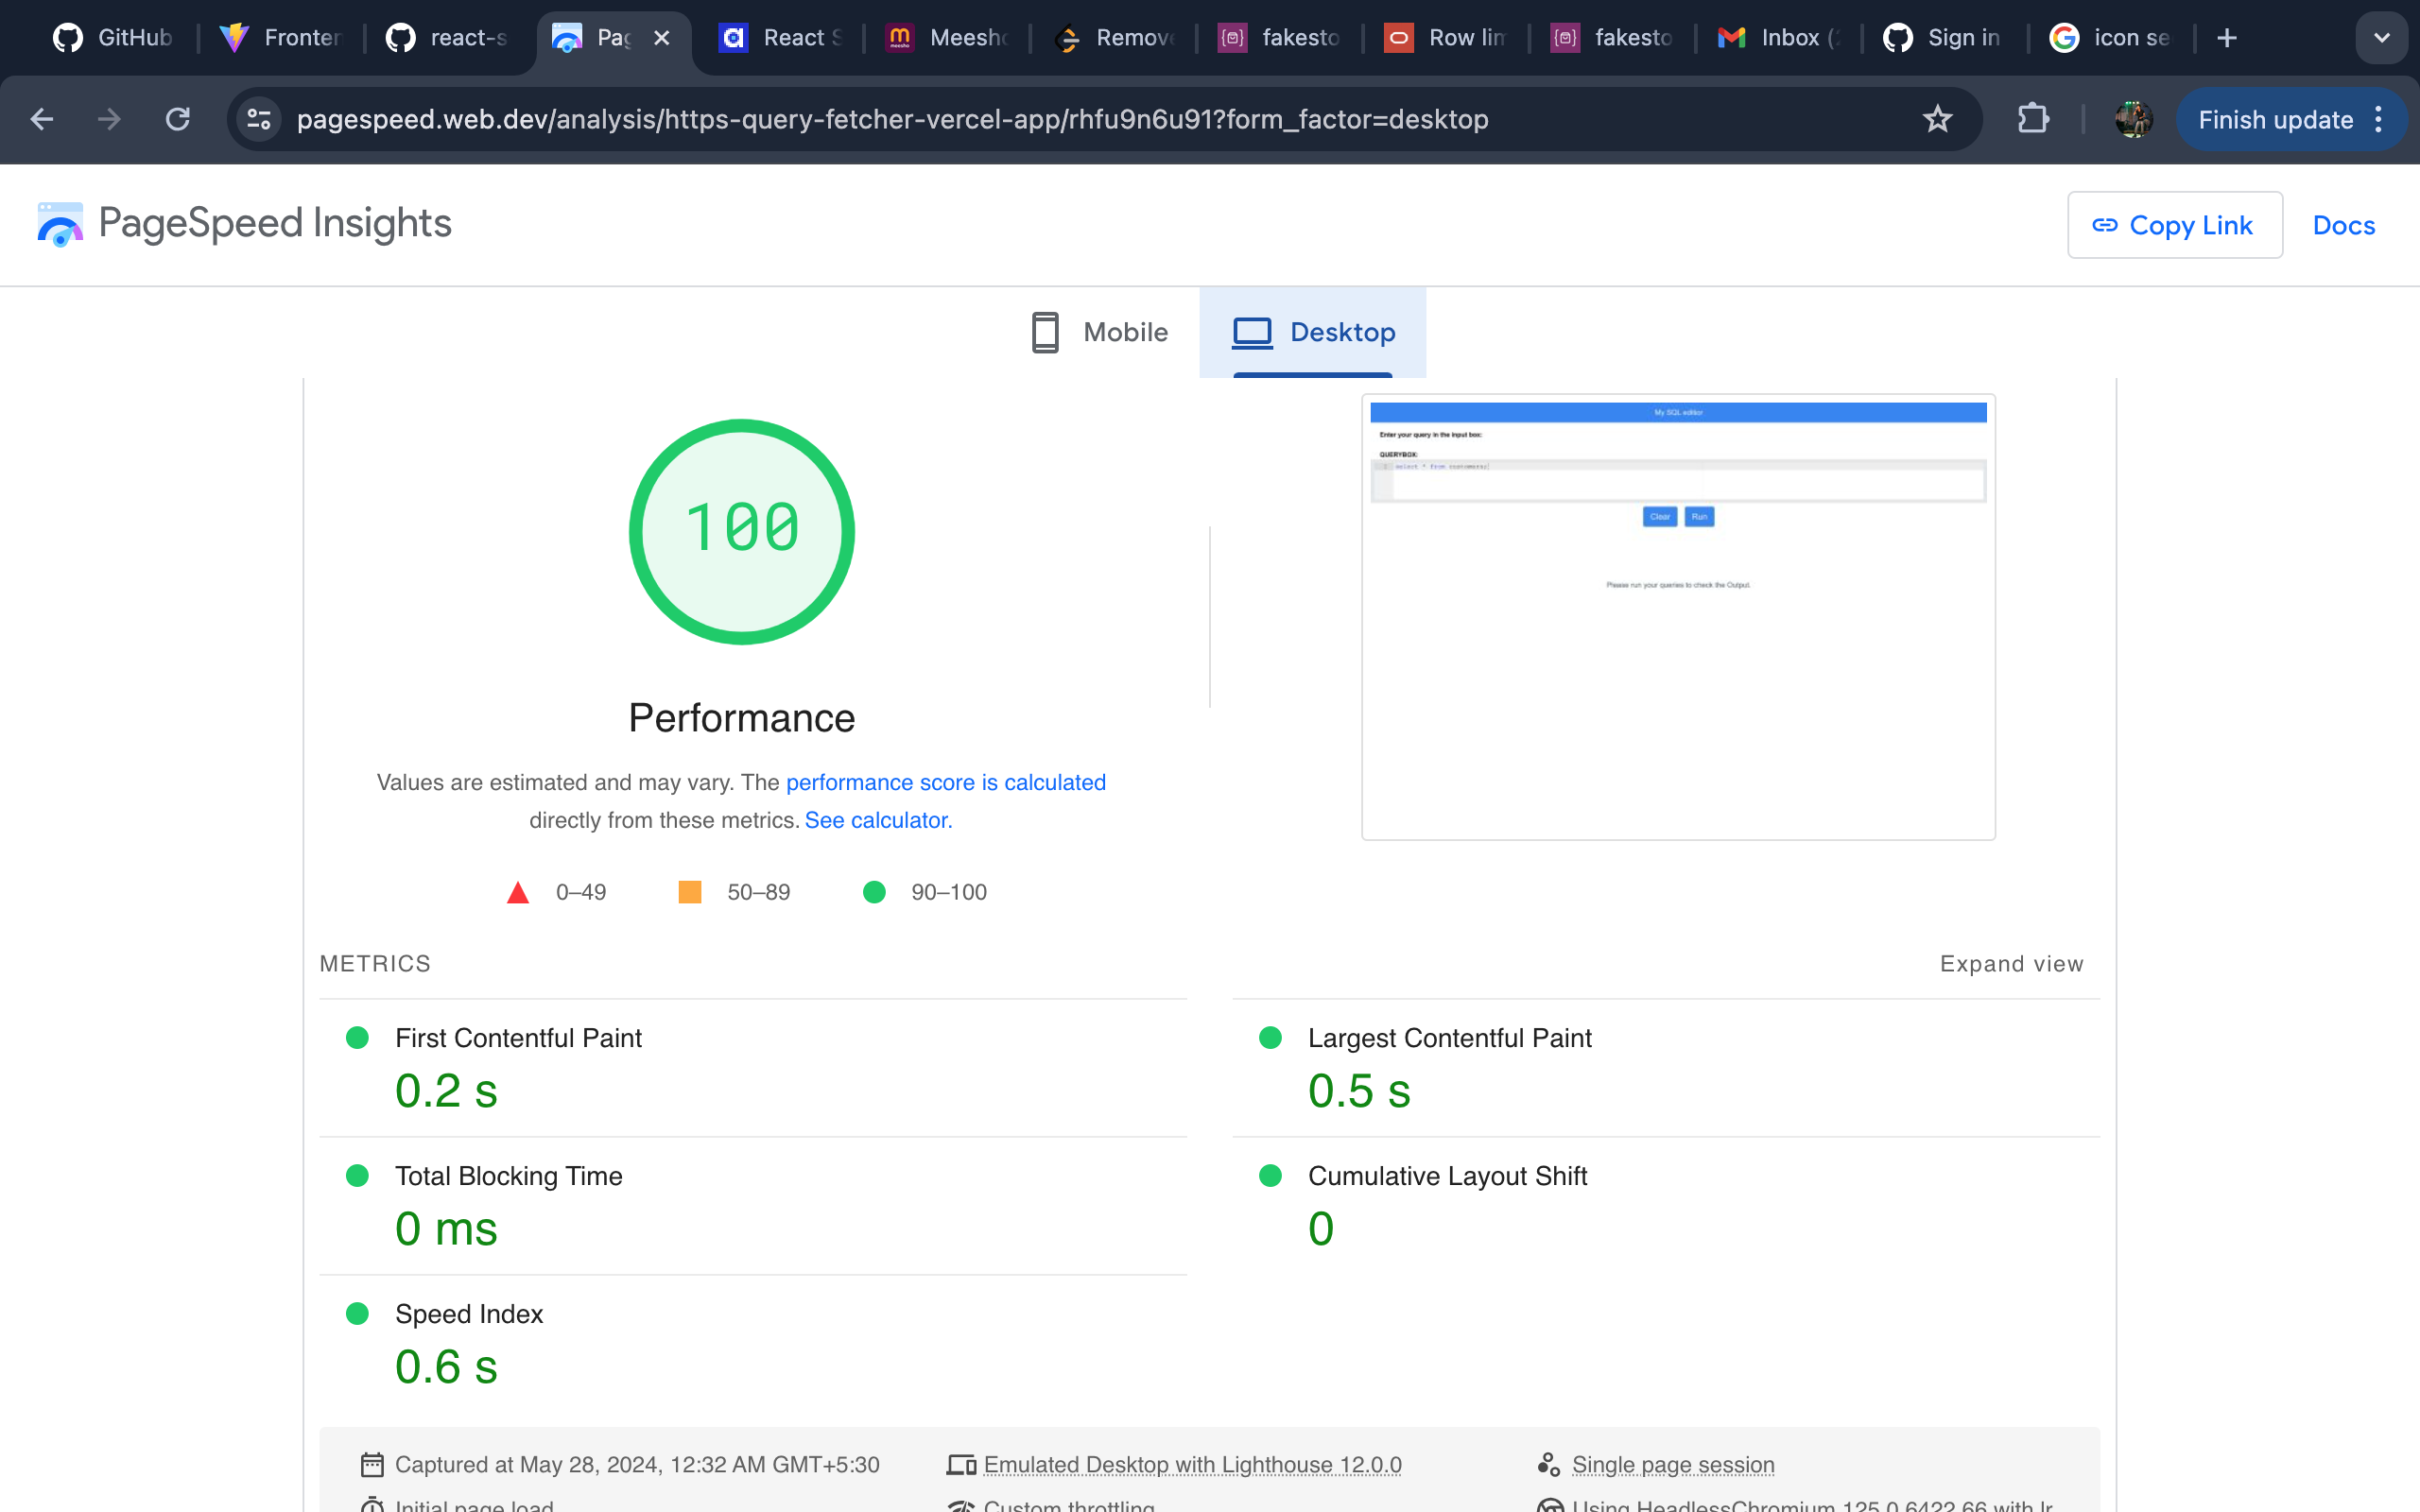 GitHub
Fronten
react-s
Pag
React S
Meesho
Remove
fakesto
Row lim
fakesto
Inbox (
Sign in
icon se
pagespeed.web.dev/analysis/https-query-fetcher-vercel-app/rhfu9n6u91?form_factor=desktop
Finish update
PageSpeed Insights
Copy Link
Docs
Mobile
Desktop
100
Performance
Values are estimated and may vary. The performance score is calculated
directly from these metrics. See calculator.
0–49
50–89
90–100
My SQL editior
Enter your query in the input box:
QUERYBOX:
select * from customers;
Clear
Run
Please run your queries to check the Output.
METRICS
Expand view
First Contentful Paint
0.2 s
Largest Contentful Paint
0.5 s
Total Blocking Time
0 ms
Cumulative Layout Shift
0
Speed Index
0.6 s
Captured at May 28, 2024, 12:32 AM GMT+5:30
Emulated Desktop with Lighthouse 12.0.0
Single page session
Initial page load
Custom throttling
Using HeadlessChromium 125.0.6422.66 with lr